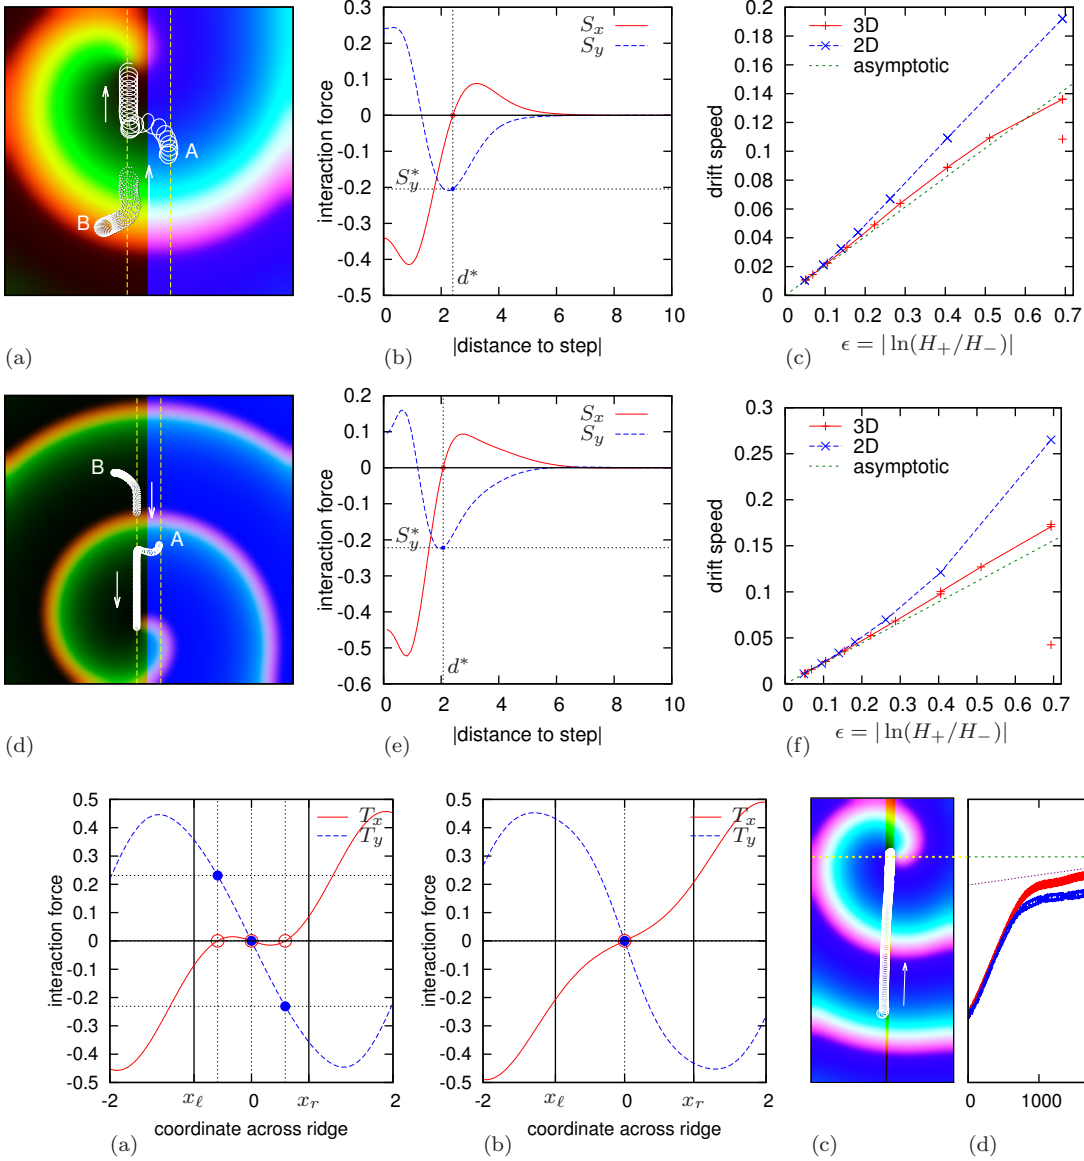 A
B
(a)
0.3
0.2
0.1
0
-0.1
-0.2
-0.3
-0.4
-0.5
interaction force
S_x
S_y
S_y^*
d^*
0 2 4 6 8 10
|distance to step|
(b)
0.2
0.18
0.16
0.14
0.12
0.1
0.08
0.06
0.04
0.02
0
drift speed
3D
2D
asymptotic
0 0.1 0.2 0.3 0.4 0.5 0.6 0.7
ϵ = | ln(H_+/H_−)|
(c)
B
A
(d)
0.2
0.1
0
-0.1
-0.2
-0.3
-0.4
-0.5
-0.6
interaction force
S_x
S_y
S_y^*
d^*
0 2 4 6 8 10
|distance to step|
(e)
0.3
0.25
0.2
0.15
0.1
0.05
0
drift speed
3D
2D
asymptotic
0 0.1 0.2 0.3 0.4 0.5 0.6 0.7
ϵ = | ln(H_+/H_−)|
(f)
0.5
0.4
0.3
0.2
0.1
0
-0.1
-0.2
-0.3
-0.4
-0.5
interaction force
T_x
T_y
-2 x_ℓ 0 x_r 2
coordinate across ridge
(a)
0.5
0.4
0.3
0.2
0.1
0
-0.1
-0.2
-0.3
-0.4
-0.5
interaction force
T_x
T_y
-2 x_ℓ 0 x_r 2
coordinate across ridge
(b)
(c)
0 1000
(d)